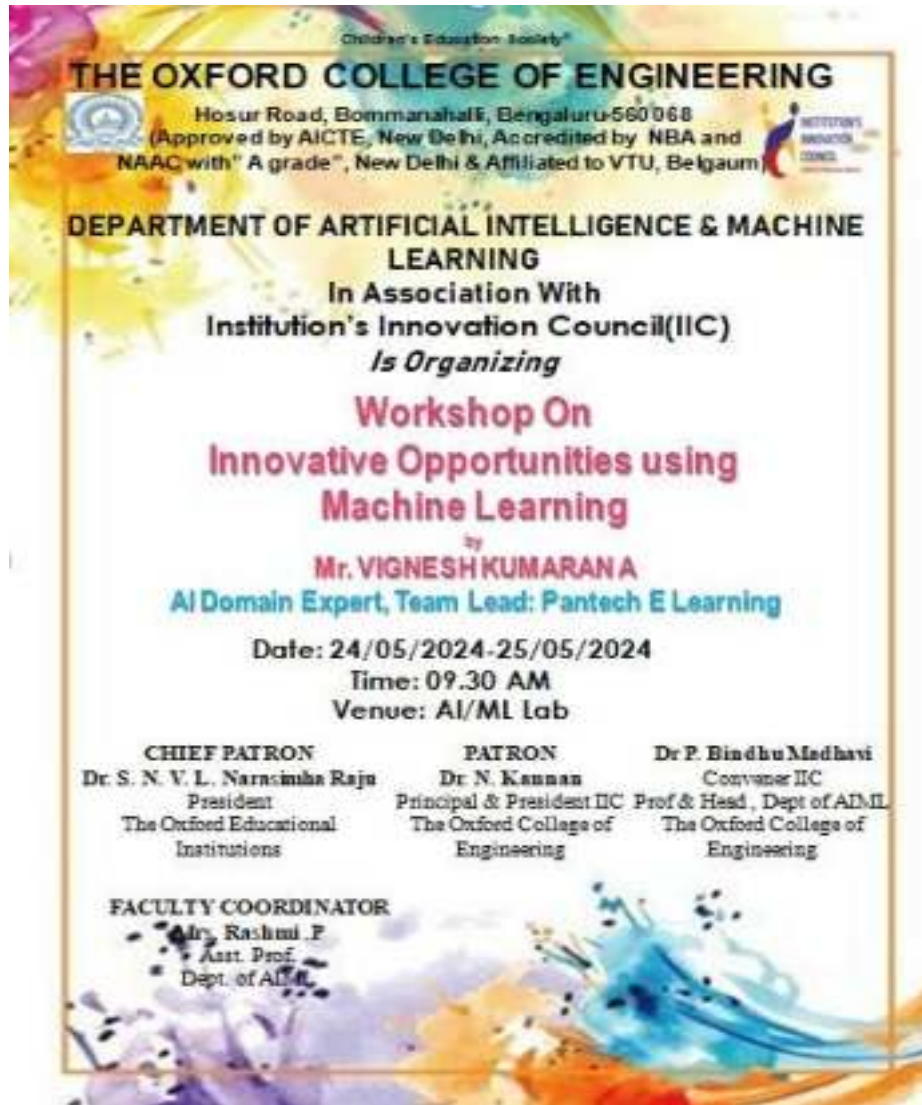 Children's Education Society®
THE OXFORD COLLEGE OF ENGINEERING
Hosur Road, Bommanahalli, Bengaluru-560068
(Approved by AICTE, New Delhi, Accredited by NBA and
NAAC with" A grade", New Delhi & Affiliated to VTU, Belgaum)
INSTITUTION'S
INNOVATION
COUNCIL
DEPARTMENT OF ARTIFICIAL INTELLIGENCE & MACHINE
LEARNING
In Association With
Institution's Innovation Council(IIC)
Is Organizing
Workshop On
Innovative Opportunities using
Machine Learning
by
Mr. VIGNESH KUMARAN A
AI Domain Expert, Team Lead: Pantech E Learning
Date: 24/05/2024-25/05/2024
Time: 09.30 AM
Venue: AI/ML Lab
CHIEF PATRON
Dr. S. N. V. L. Narasimha Raju
President
The Oxford Educational
Institutions
PATRON
Dr. N. Kannan
Principal & President IIC
The Oxford College of
Engineering
Dr P. Bindhu Madhavi
Convener IIC
Prof & Head , Dept of AIML
The Oxford College of
Engineering
FACULTY COORDINATOR
Mrs. Rashmi .P
Asst. Prof.
Dept. of AIML